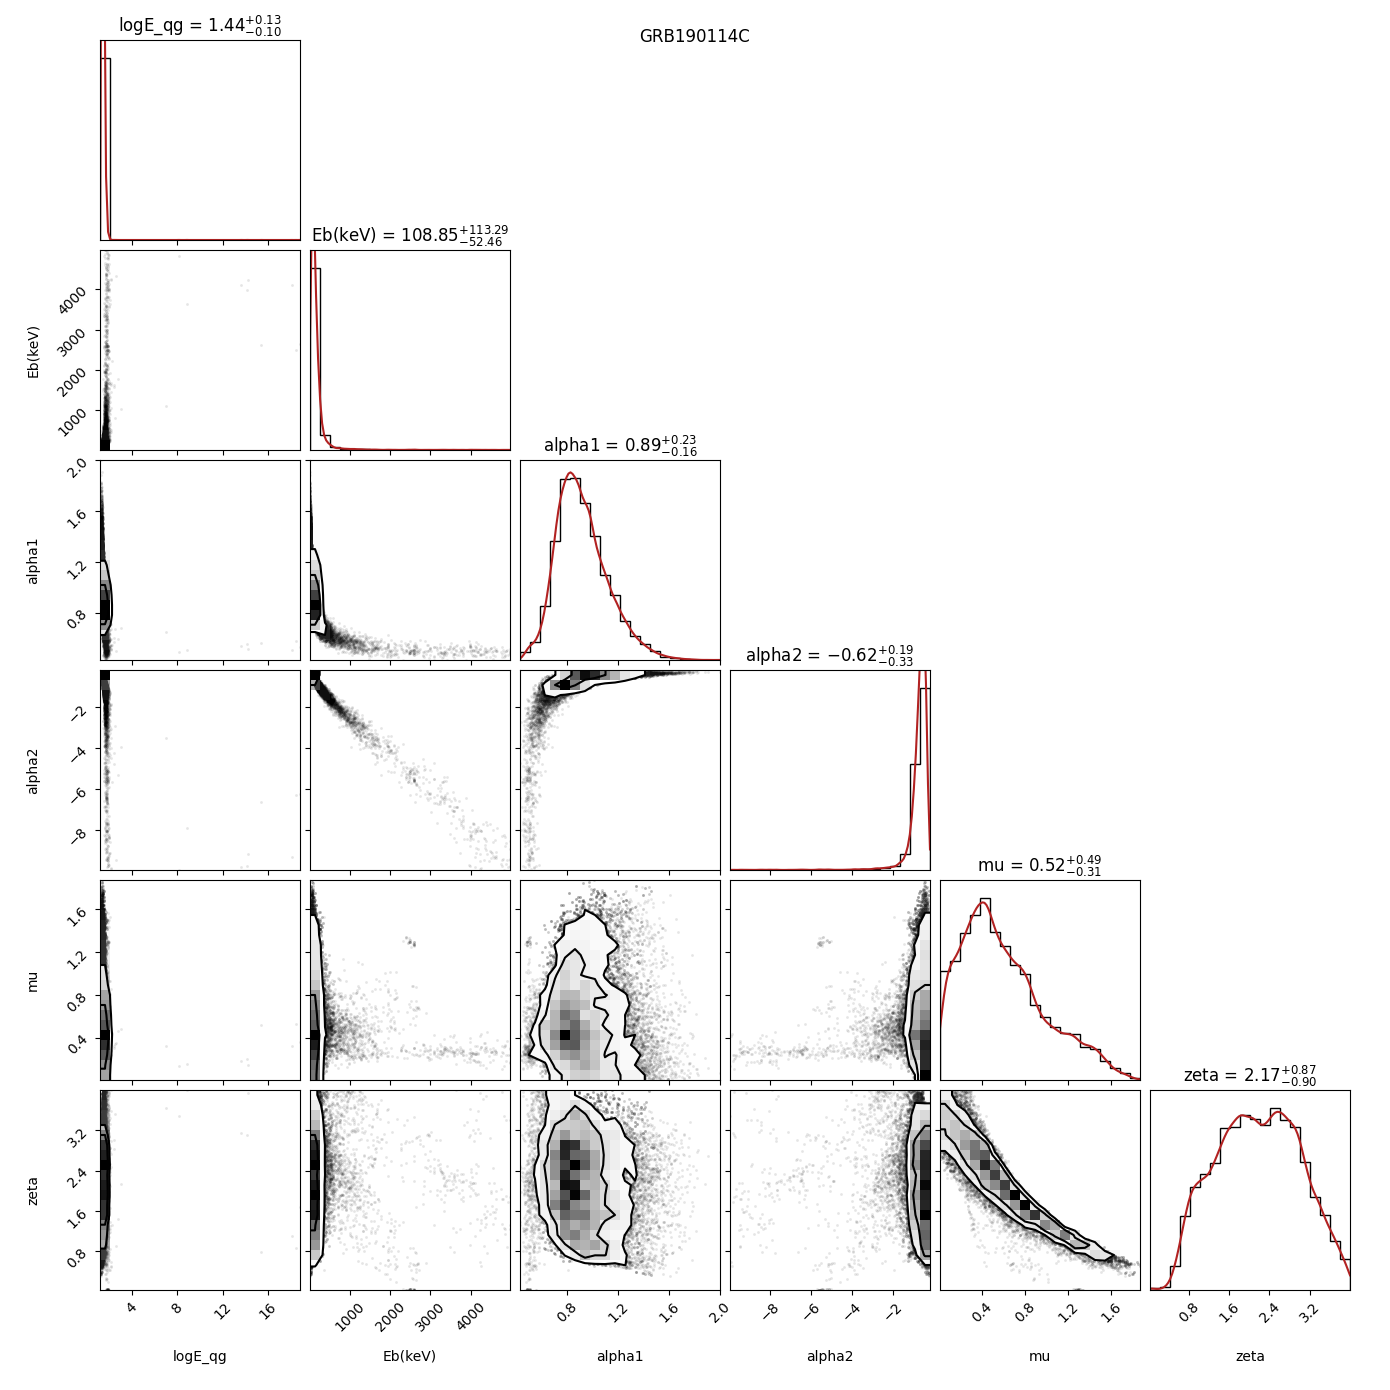 logE_qg = 1.44^{+0.13}_{-0.10}
GRB190114C
Eb(keV) = 108.85^{+113.29}_{-52.46}
4000
3000
2000
1000
Eb(keV)
alpha1 = 0.89^{+0.23}_{-0.16}
2.0
1.6
1.2
0.8
alpha1
alpha2 = −0.62^{+0.19}_{-0.33}
−2
−4
−6
−8
alpha2
mu = 0.52^{+0.49}_{-0.31}
1.6
1.2
0.8
0.4
mu
zeta = 2.17^{+0.87}_{-0.90}
3.2
2.4
1.6
0.8
zeta
4 8 12 16
1000 2000 3000 4000
0.8 1.2 1.6 2.0
−8 −6 −4 −2
0.4 0.8 1.2 1.6
0.8 1.6 2.4 3.2
logE_qg Eb(keV) alpha1 alpha2 mu zeta